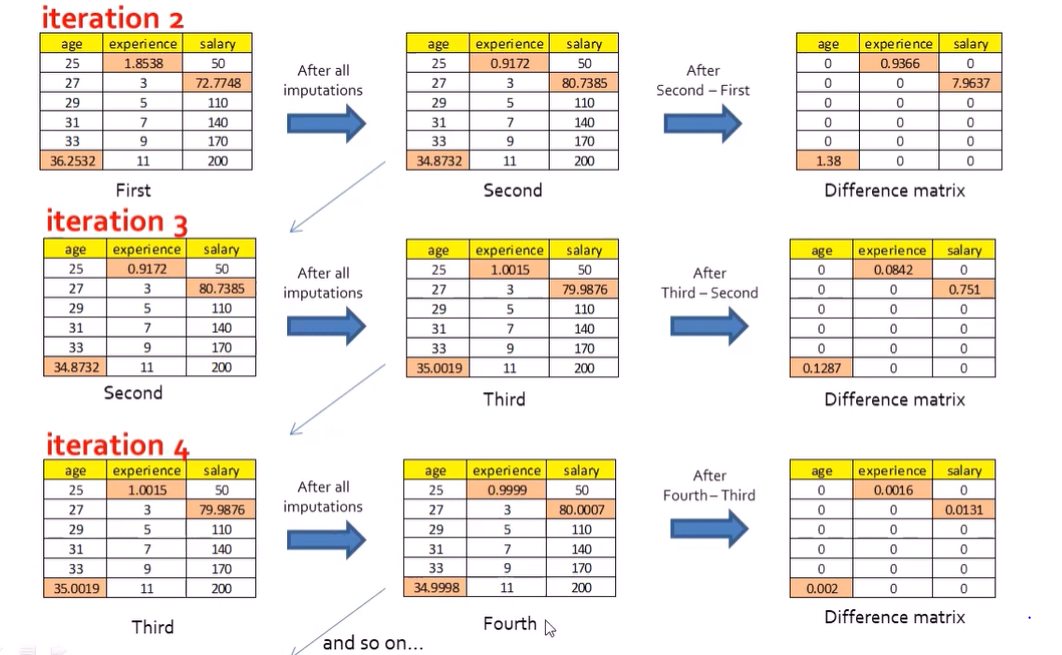 iteration 2
age experience salary
25 1.8538 50
27 3 72.7748
29 5 110
31 7 140
33 9 170
36.2532 11 200
First
After all
imputations
age experience salary
25 0.9172 50
27 3 80.7385
29 5 110
31 7 140
33 9 170
34.8732 11 200
Second
After
Second – First
age experience salary
0 0.9366 0
0 0 7.9637
0 0 0
0 0 0
0 0 0
1.38 0 0
Difference matrix
iteration 3
age experience salary
25 0.9172 50
27 3 80.7385
29 5 110
31 7 140
33 9 170
34.8732 11 200
Second
After all
imputations
age experience salary
25 1.0015 50
27 3 79.9876
29 5 110
31 7 140
33 9 170
35.0019 11 200
Third
After
Third – Second
age experience salary
0 0.0842 0
0 0 0.751
0 0 0
0 0 0
0 0 0
0.1287 0 0
Difference matrix
iteration 4
age experience salary
25 1.0015 50
27 3 79.9876
29 5 110
31 7 140
33 9 170
35.0019 11 200
Third
After all
imputations
age experience salary
25 0.9999 50
27 3 80.0007
29 5 110
31 7 140
33 9 170
34.9998 11 200
Fourth
After
Fourth – Third
age experience salary
0 0.0016 0
0 0 0.0131
0 0 0
0 0 0
0 0 0
0.002 0 0
Difference matrix
and so on...